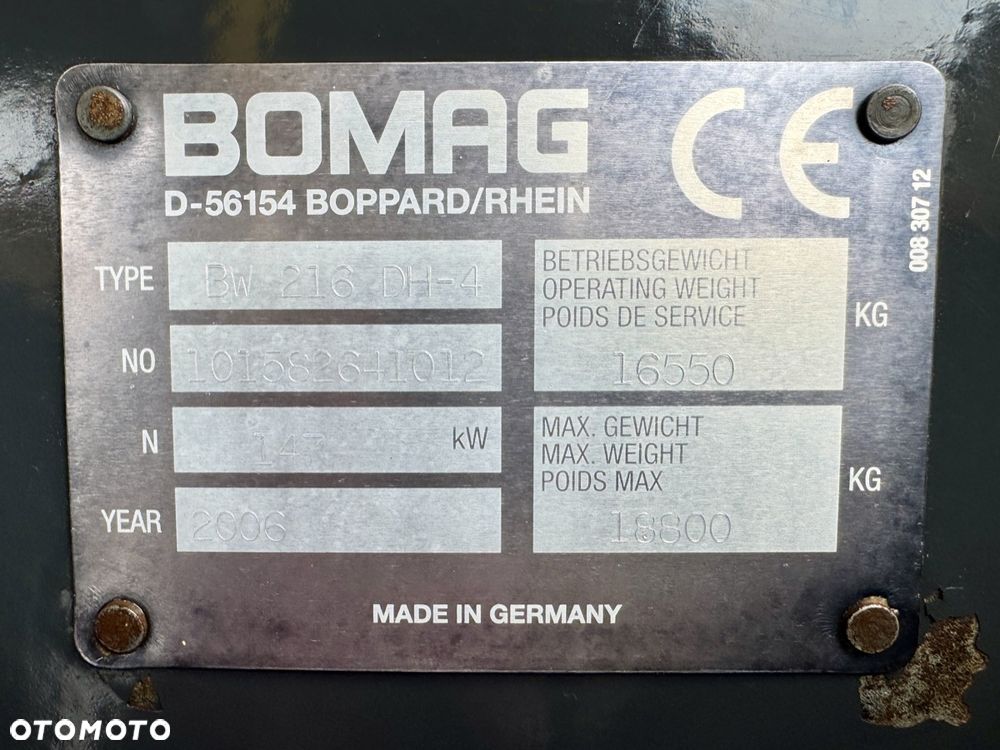 BOMAG
CE
D-56154 BOPPARD/RHEIN
008 307 12
TYPE BW 216 DH-4
NO 101582641012
N 147 kW
YEAR 2006
BETRIEBSGEWICHT
OPERATING WEIGHT
POIDS DE SERVICE
16550
KG
MAX. GEWICHT
MAX. WEIGHT
POIDS MAX
18800
KG
MADE IN GERMANY
OTOMOTO
OTOMOTO